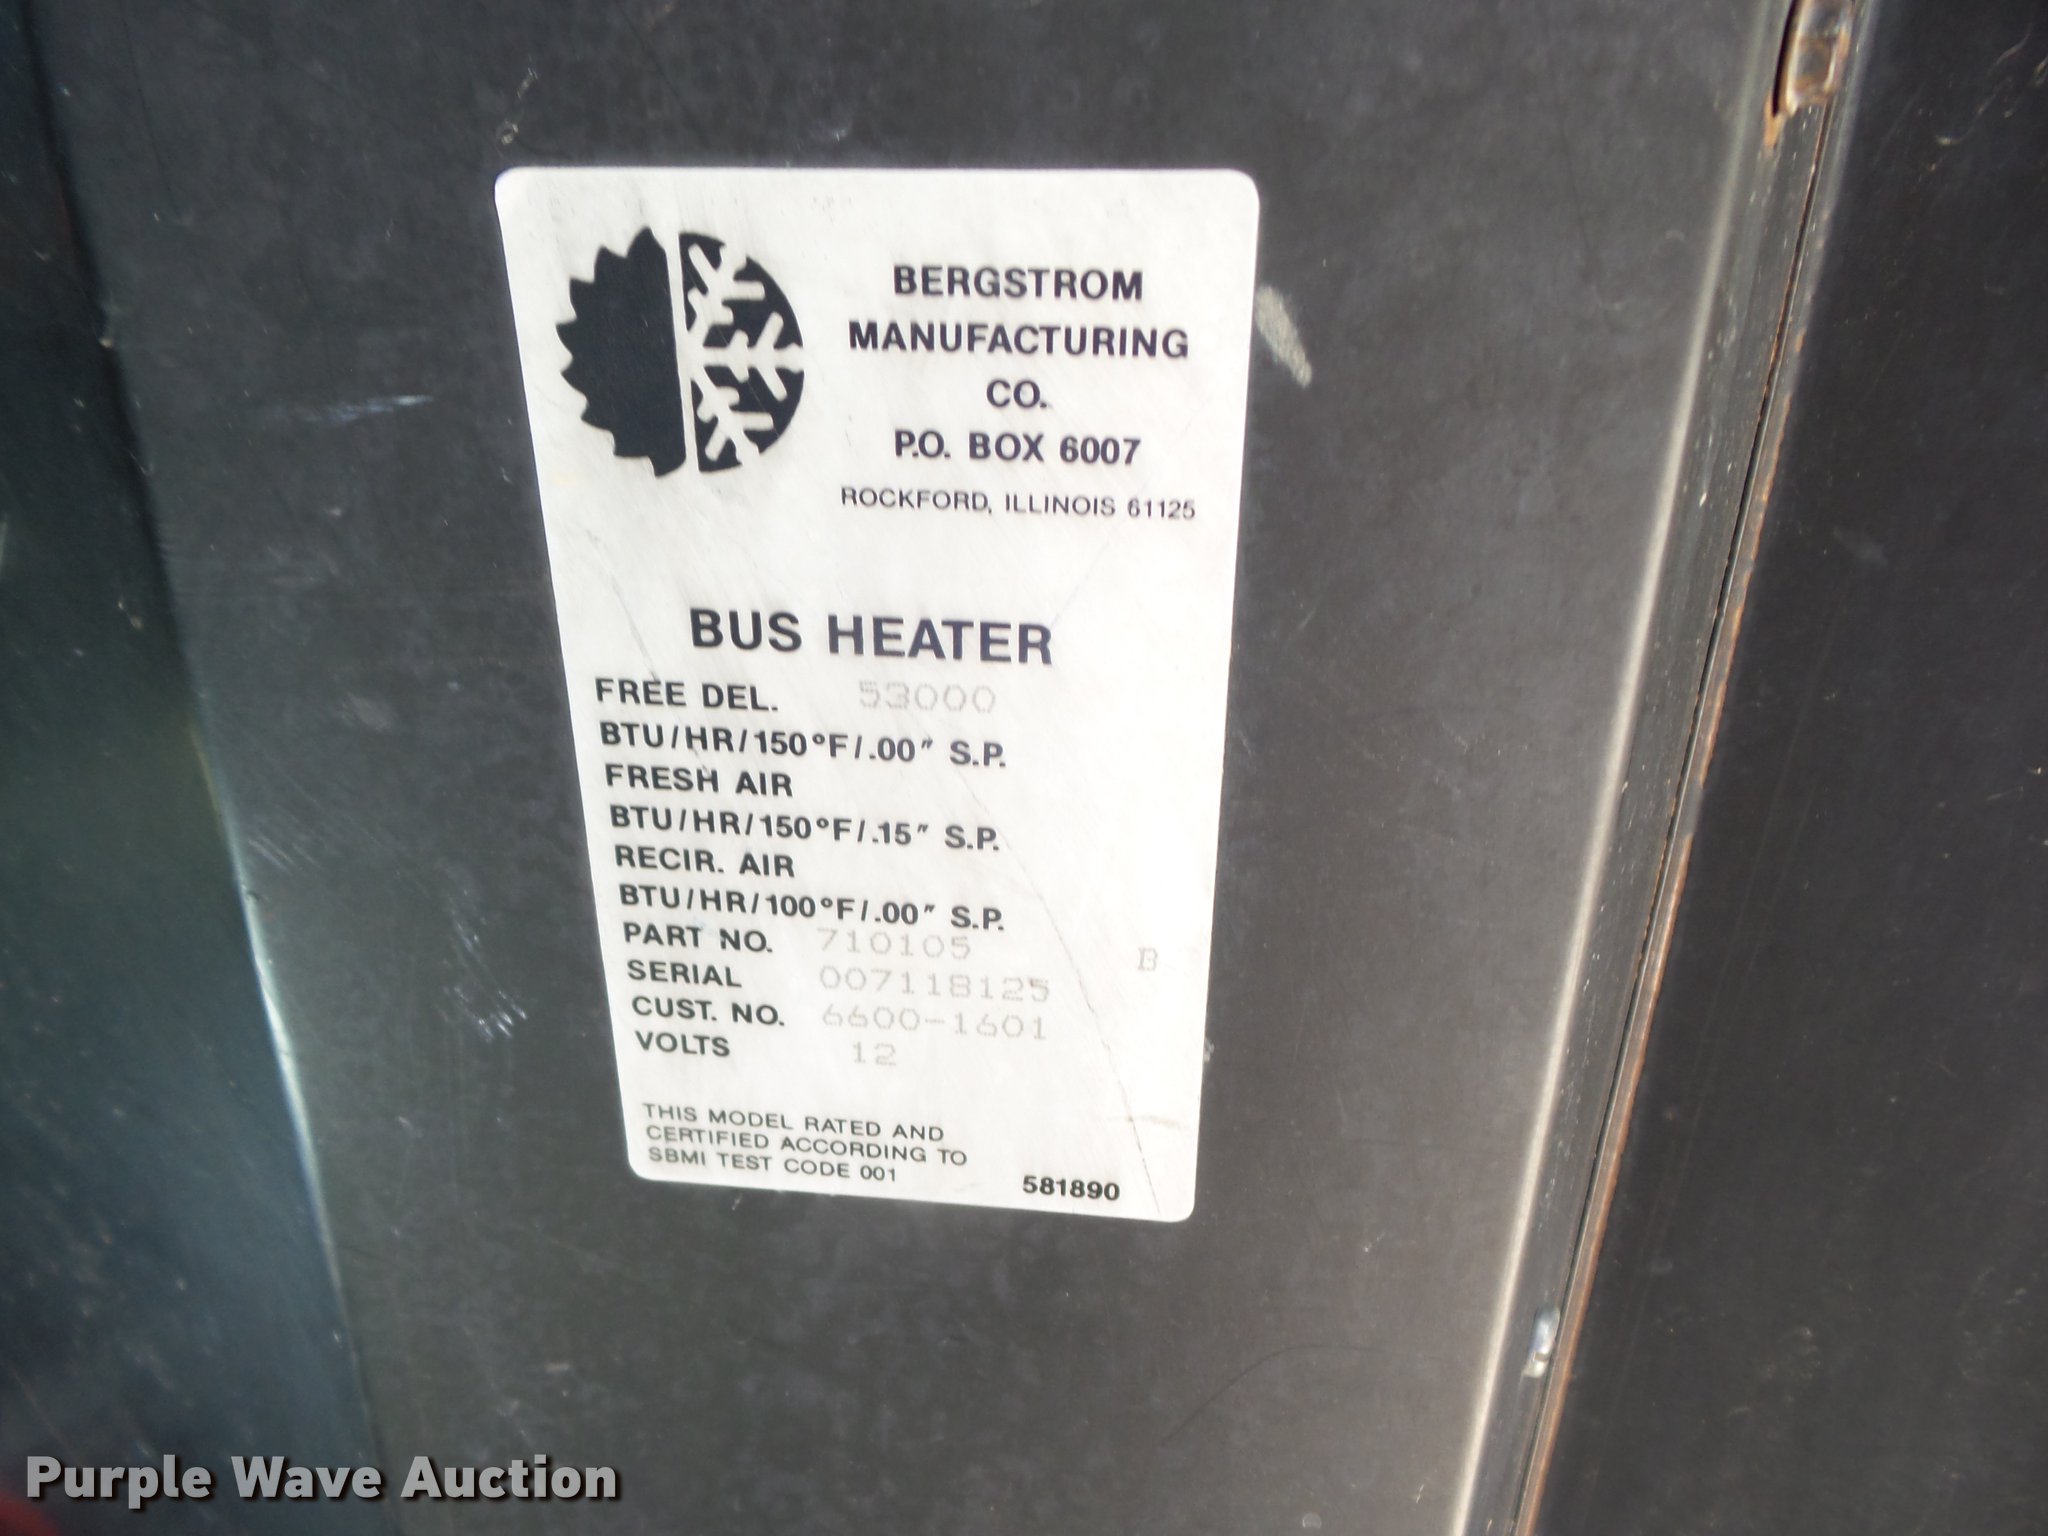 BERGSTROM
MANUFACTURING
CO.
P.O. BOX 6007
ROCKFORD, ILLINOIS 61125
BUS HEATER
FREE DEL. 53000
BTU/HR/150°F/.00" S.P.
FRESH AIR
BTU/HR/150°F/.15" S.P.
RECIR. AIR
BTU/HR/100°F/.00" S.P.
PART NO. 710105 B
SERIAL 007118125
CUST. NO. 6600-1601
VOLTS 12
THIS MODEL RATED AND
CERTIFIED ACCORDING TO
SBMI TEST CODE 001
581890
Purple Wave Auction